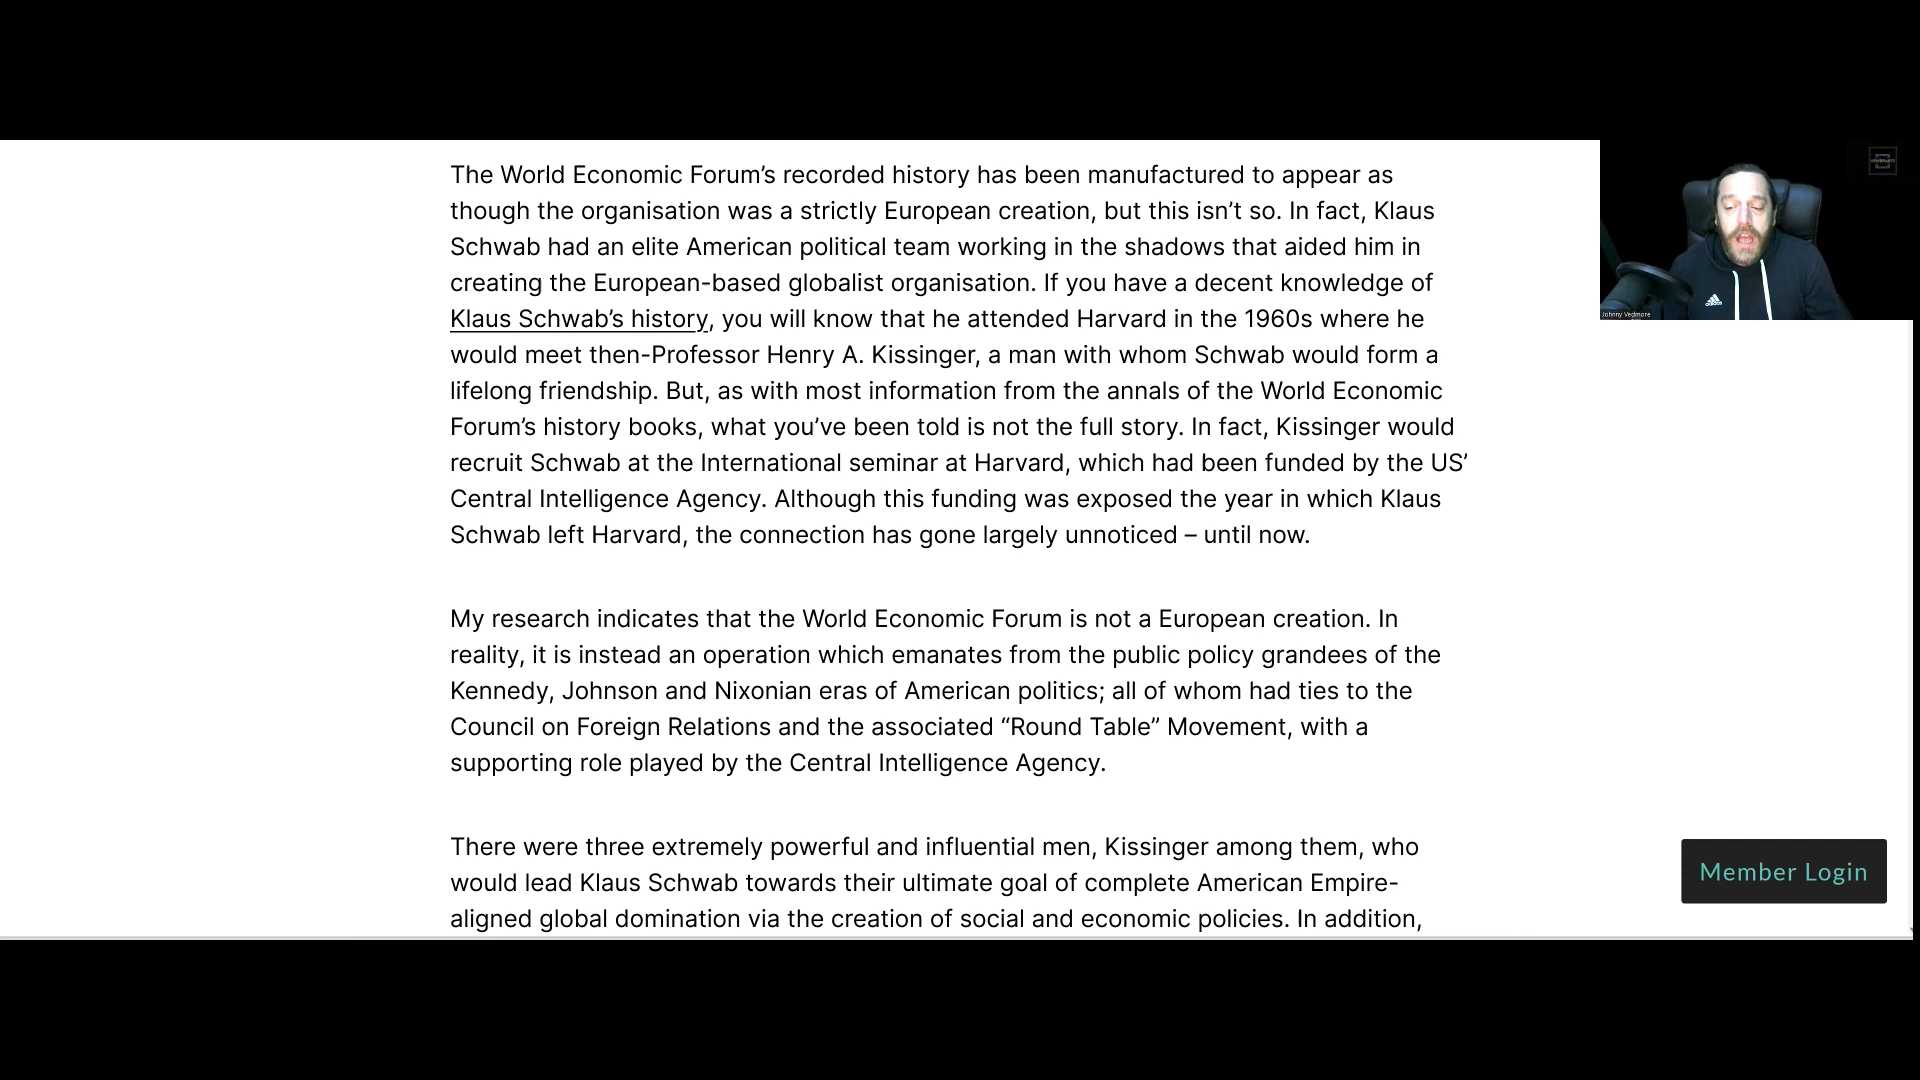 The World Economic Forum’s recorded history has been manufactured to appear as
though the organisation was a strictly European creation, but this isn’t so. In fact, Klaus
Schwab had an elite American political team working in the shadows that aided him in
creating the European-based globalist organisation. If you have a decent knowledge of
Klaus Schwab’s history, you will know that he attended Harvard in the 1960s where he
would meet then-Professor Henry A. Kissinger, a man with whom Schwab would form a
lifelong friendship. But, as with most information from the annals of the World Economic
Forum’s history books, what you’ve been told is not the full story. In fact, Kissinger would
recruit Schwab at the International seminar at Harvard, which had been funded by the US’
Central Intelligence Agency. Although this funding was exposed the year in which Klaus
Schwab left Harvard, the connection has gone largely unnoticed – until now.
My research indicates that the World Economic Forum is not a European creation. In
reality, it is instead an operation which emanates from the public policy grandees of the
Kennedy, Johnson and Nixonian eras of American politics; all of whom had ties to the
Council on Foreign Relations and the associated “Round Table” Movement, with a
supporting role played by the Central Intelligence Agency.
There were three extremely powerful and influential men, Kissinger among them, who
would lead Klaus Schwab towards their ultimate goal of complete American Empire-
aligned global domination via the creation of social and economic policies. In addition,
Johnny Vedmore
adidas
Member Login